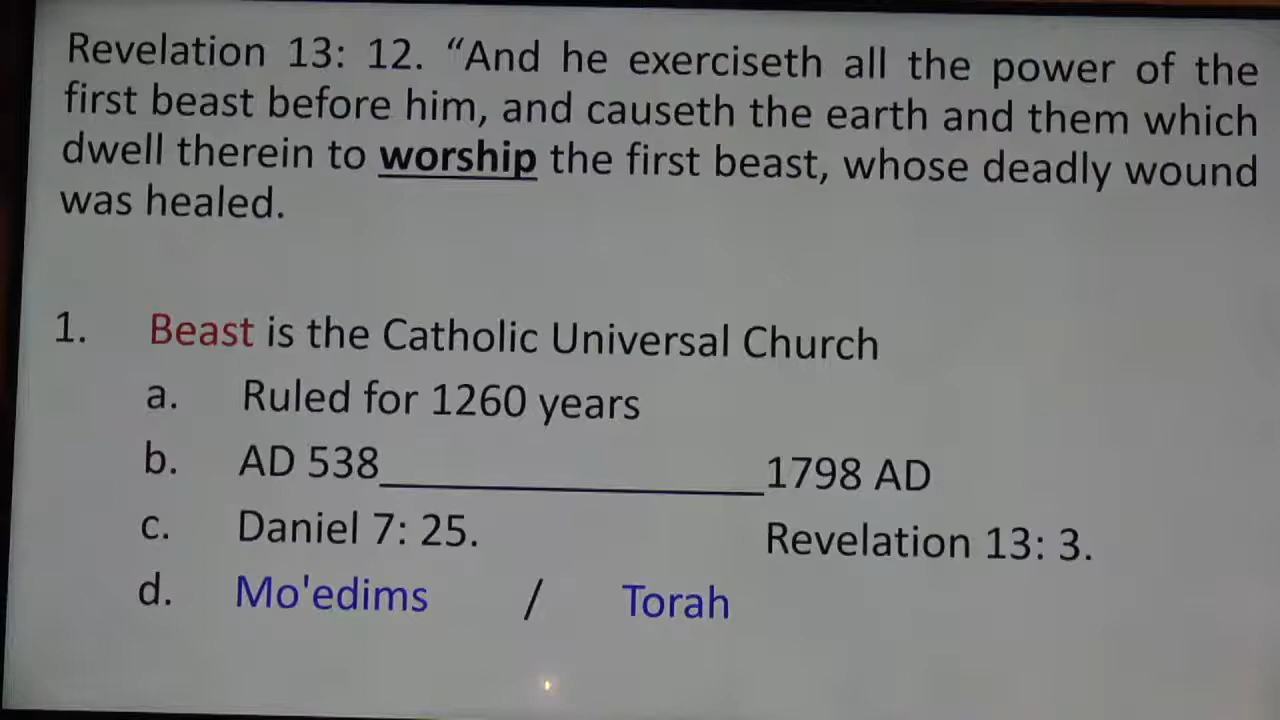 Revelation 13: 12. “And he exerciseth all the power of the
first beast before him, and causeth the earth and them which
dwell therein to worship the first beast, whose deadly wound
was healed.
1. Beast is the Catholic Universal Church
a. Ruled for 1260 years
b. AD 538____________________1798 AD
c. Daniel 7: 25. Revelation 13: 3.
d. Mo'edims / Torah